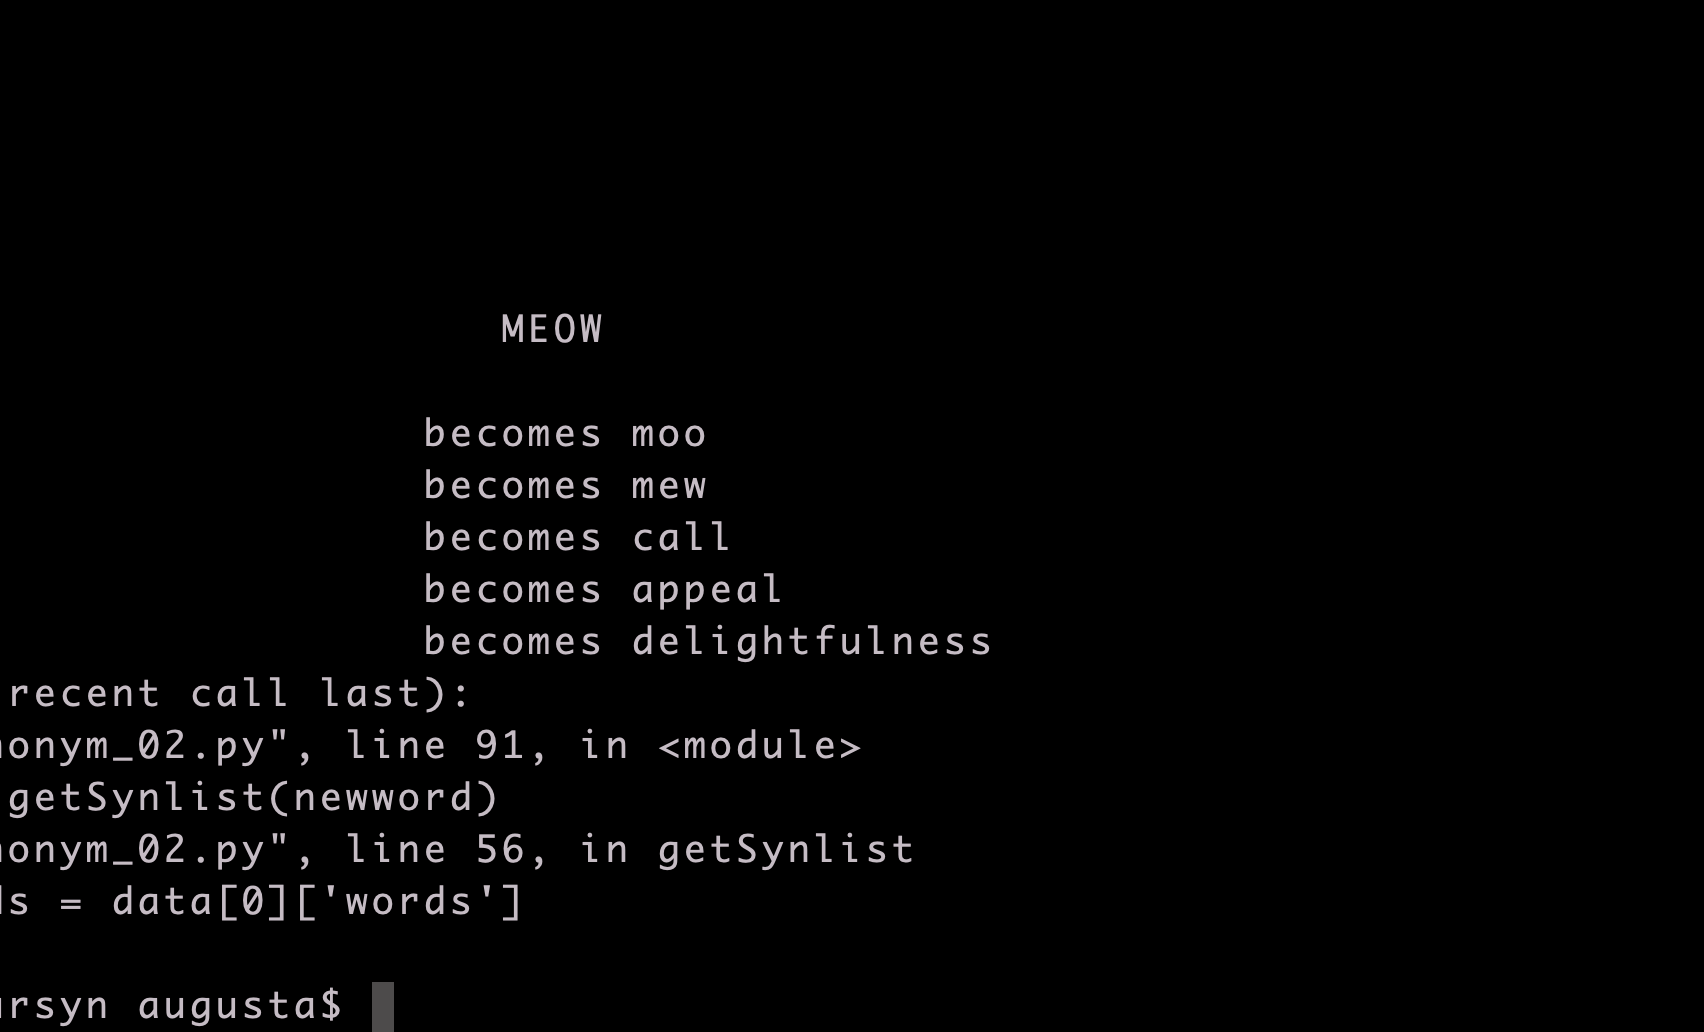 MEOW
becomes moo
becomes mew
becomes call
becomes appeal
becomes delightfulness
recent call last):
onym_02.py", line 91, in <module>
getSynlist(newword)
onym_02.py", line 56, in getSynlist
s = data[0]['words']
rsyn augusta$